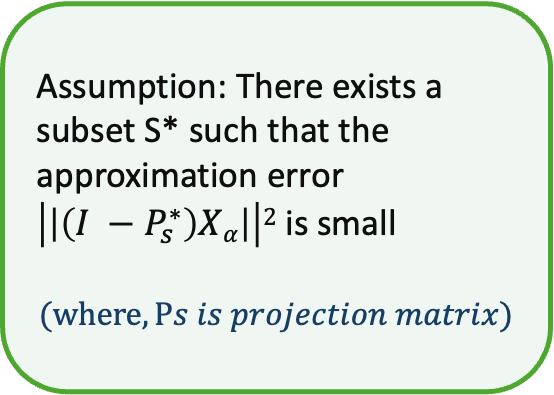 Assumption: There exists a
subset S* such that the
approximation error
||(I − P_s^*)X_α||² is small
(where, Ps is projection matrix)